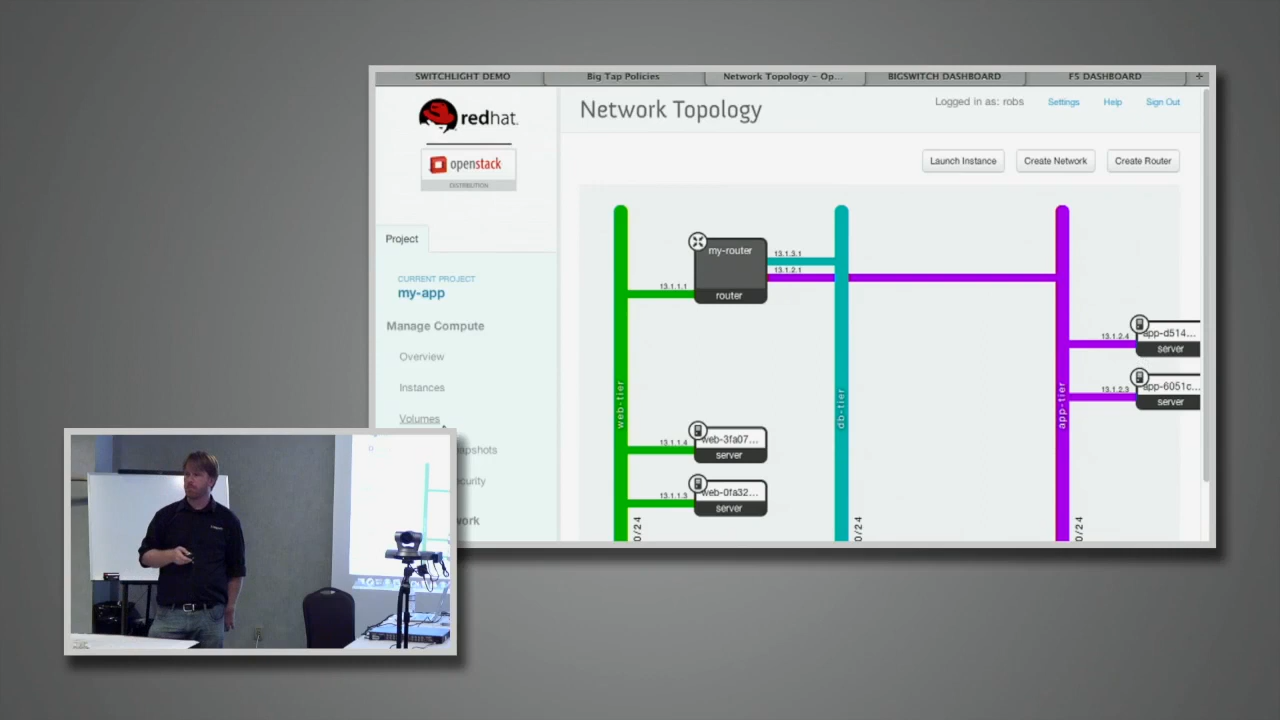 SWITCHLIGHT DEMO
Big Tap Policies
Network Topology – Op...
BIGSWITCH DASHBOARD
F5 DASHBOARD
+
redhat.
openstack
DISTRIBUTION
Network Topology
Logged in as: robs
Settings
Help
Sign Out
Launch Instance
Create Network
Create Router
Project
CURRENT PROJECT
my-app
Manage Compute
Overview
Instances
Volumes
apshots
curity
ork
my-router
router
13.1.3.1
13.1.2.1
13.1.1.1
web-tier
db-tier
app-tier
13.1.2.4
app-d514...
server
13.1.2.3
app-6051c...
server
13.1.1.4
web-3fa07...
server
13.1.1.3
web-0fa32...
server
0/24
0/24
0/24